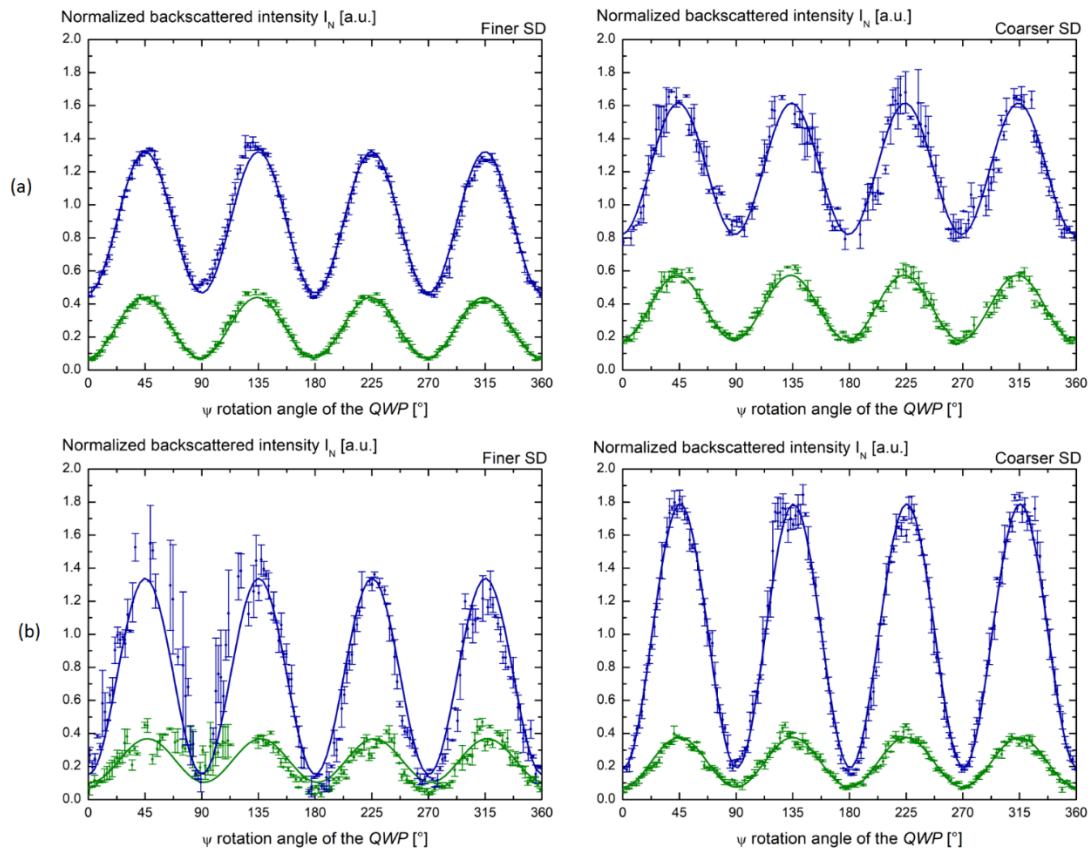 Normalized backscattered intensity I_N [a.u.]
Finer SD
2.0
1.8
1.6
1.4
1.2
1.0
0.8
0.6
0.4
0.2
0.0
0 45 90 135 180 225 270 315 360
ψ rotation angle of the QWP [°]
Normalized backscattered intensity I_N [a.u.]
Coarser SD
2.0
1.8
1.6
1.4
1.2
1.0
0.8
0.6
0.4
0.2
0.0
0 45 90 135 180 225 270 315 360
ψ rotation angle of the QWP [°]
(a)
Normalized backscattered intensity I_N [a.u.]
Finer SD
2.0
1.8
1.6
1.4
1.2
1.0
0.8
0.6
0.4
0.2
0.0
0 45 90 135 180 225 270 315 360
ψ rotation angle of the QWP [°]
Normalized backscattered intensity I_N [a.u.]
Coarser SD
2.0
1.8
1.6
1.4
1.2
1.0
0.8
0.6
0.4
0.2
0.0
0 45 90 135 180 225 270 315 360
ψ rotation angle of the QWP [°]
(b)